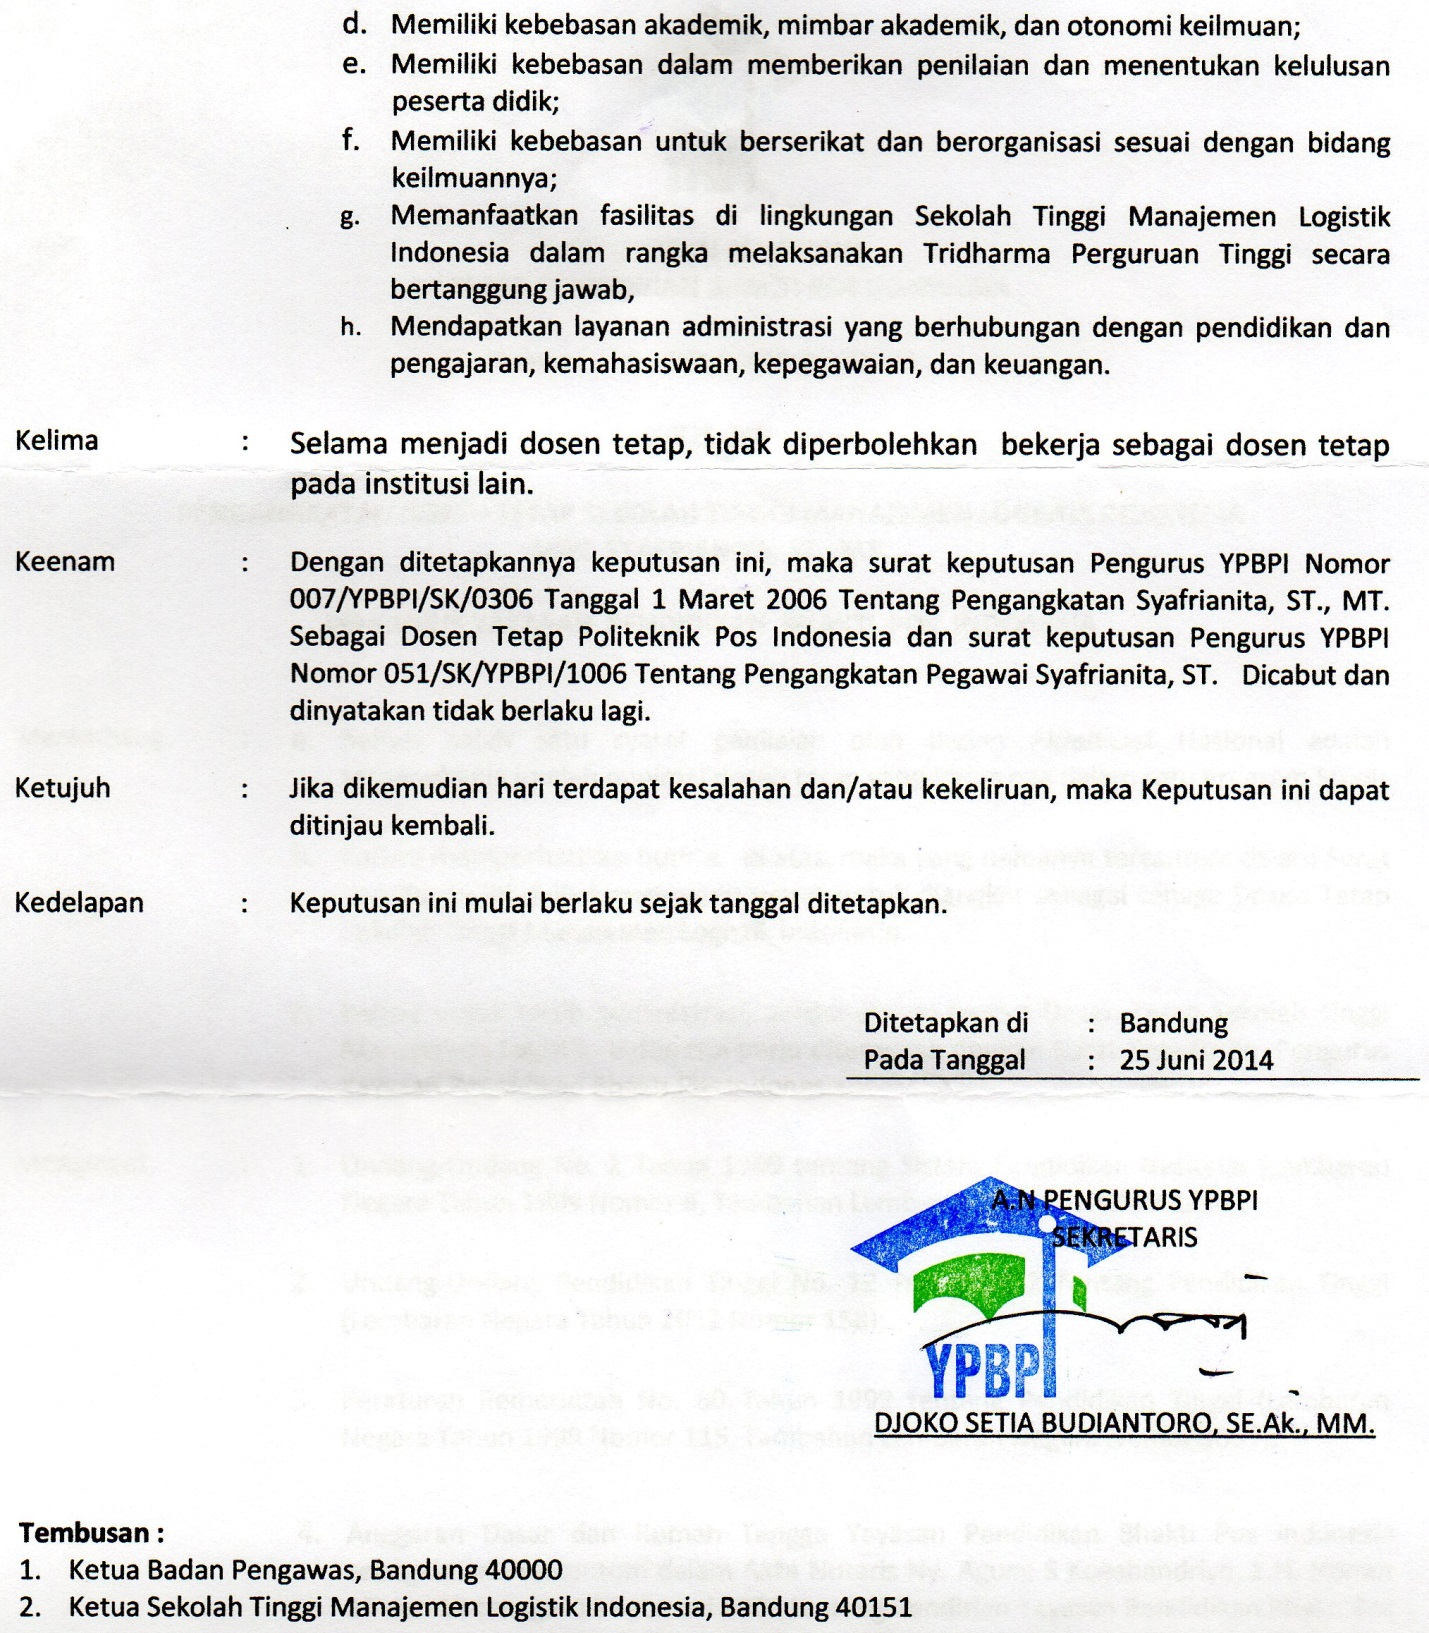 d. Memiliki kebebasan akademik, mimbar akademik, dan otonomi keilmuan;
e. Memiliki kebebasan dalam memberikan penilaian dan menentukan kelulusan
peserta didik;
f. Memiliki kebebasan untuk berserikat dan berorganisasi sesuai dengan bidang
keilmuannya;
g. Memanfaatkan fasilitas di lingkungan Sekolah Tinggi Manajemen Logistik
Indonesia dalam rangka melaksanakan Tridharma Perguruan Tinggi secara
bertanggung jawab,
h. Mendapatkan layanan administrasi yang berhubungan dengan pendidikan dan
pengajaran, kemahasiswaan, kepegawaian, dan keuangan.
Kelima : Selama menjadi dosen tetap, tidak diperbolehkan bekerja sebagai dosen tetap
pada institusi lain.
Keenam : Dengan ditetapkannya keputusan ini, maka surat keputusan Pengurus YPBPI Nomor
007/YPBPI/SK/0306 Tanggal 1 Maret 2006 Tentang Pengangkatan Syafrianita, ST., MT.
Sebagai Dosen Tetap Politeknik Pos Indonesia dan surat keputusan Pengurus YPBPI
Nomor 051/SK/YPBPI/1006 Tentang Pengangkatan Pegawai Syafrianita, ST. Dicabut dan
dinyatakan tidak berlaku lagi.
Ketujuh : Jika dikemudian hari terdapat kesalahan dan/atau kekeliruan, maka Keputusan ini dapat
ditinjau kembali.
Kedelapan : Keputusan ini mulai berlaku sejak tanggal ditetapkan.
Ditetapkan di : Bandung
Pada Tanggal : 25 Juni 2014
A.N PENGURUS YPBPI
SEKRETARIS
YPBPI
DJOKO SETIA BUDIANTORO, SE.Ak., MM.
Tembusan :
1. Ketua Badan Pengawas, Bandung 40000
2. Ketua Sekolah Tinggi Manajemen Logistik Indonesia, Bandung 40151